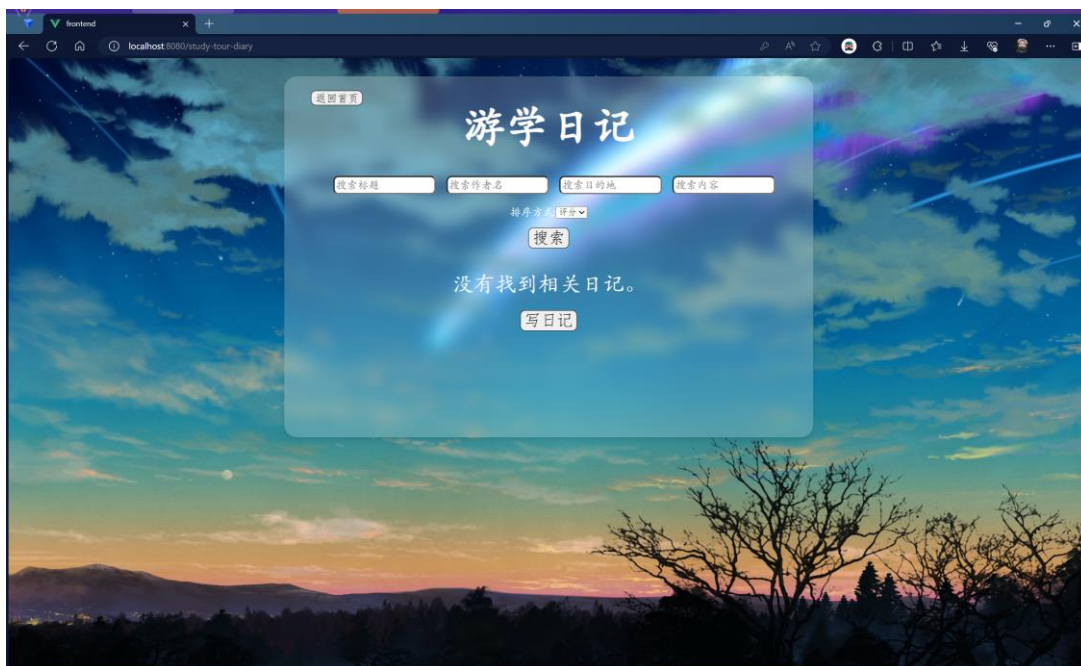 frontend
localhost:8080/study-tour-diary
返回首页
游学日记
搜索标题 搜索作者名 搜索目的地 搜索内容
排序方式 评分
搜索
没有找到相关日记。
写日记